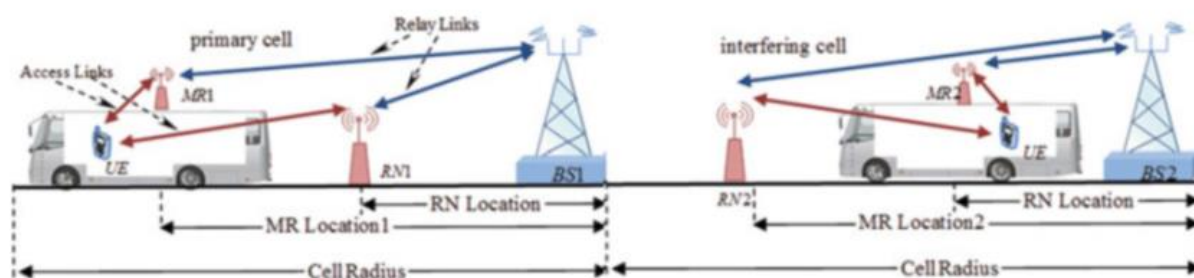 primary cell
Relay Links
interfering cell
Access Links
MR1
MR2
UE
RN1
BS1
RN2
UE
BS2
RN Location
RN Location
MR Location1
MR Location2
Cell Radius
Cell Radius